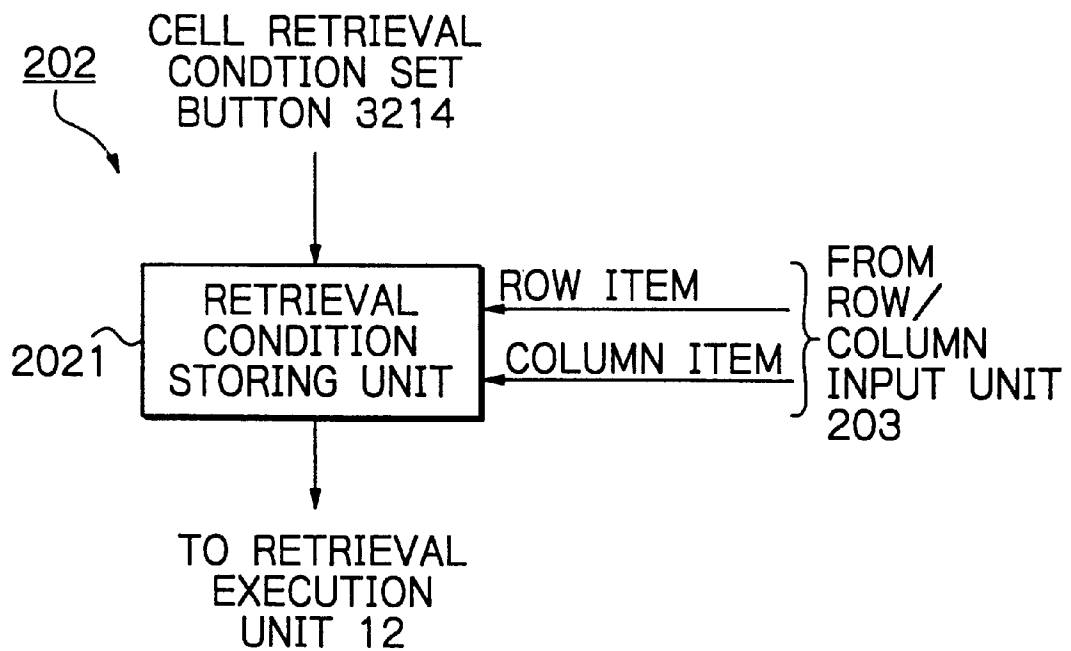 202
CELL RETRIEVAL
CONDTION SET
BUTTON 3214
2021
RETRIEVAL
CONDITION
STORING UNIT
ROW ITEM
COLUMN ITEM
FROM
ROW/
COLUMN
INPUT UNIT
203
TO RETRIEVAL
EXECUTION
UNIT 12